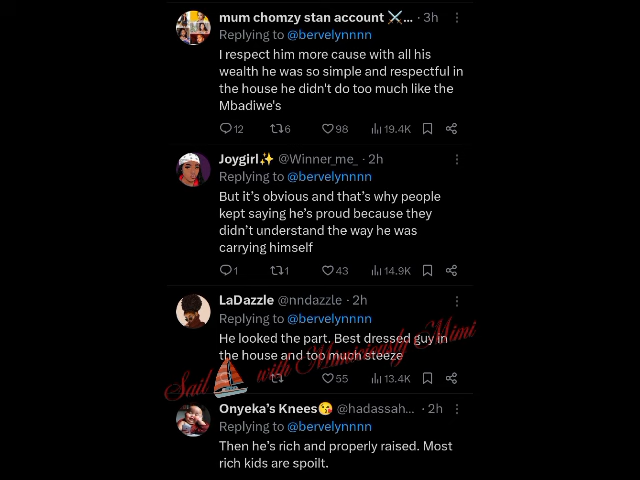 mum chomzy stan account ⚔️... · 3h
Replying to @bervelynnnn
I respect him more cause with all his
wealth he was so simple and respectful in
the house he didn't do too much like the
Mbadiwe's
12 6 98 19.4K
Joygirl✨ @Winner_me_ · 2h
Replying to @bervelynnnn
But it's obvious and that's why people
kept saying he's proud because they
didn't understand the way he was
carrying himself
1 1 43 14.9K
LaDazzle @nndazzle · 2h
Replying to @bervelynnnn
He looked the part. Best dressed guy in
the house and too much steeze
55 13.4K
Sail with Mimsiciously Mimi
Onyeka's Knees😘 @hadassah... · 2h
Replying to @bervelynnnn
Then he's rich and properly raised. Most
rich kids are spoilt.